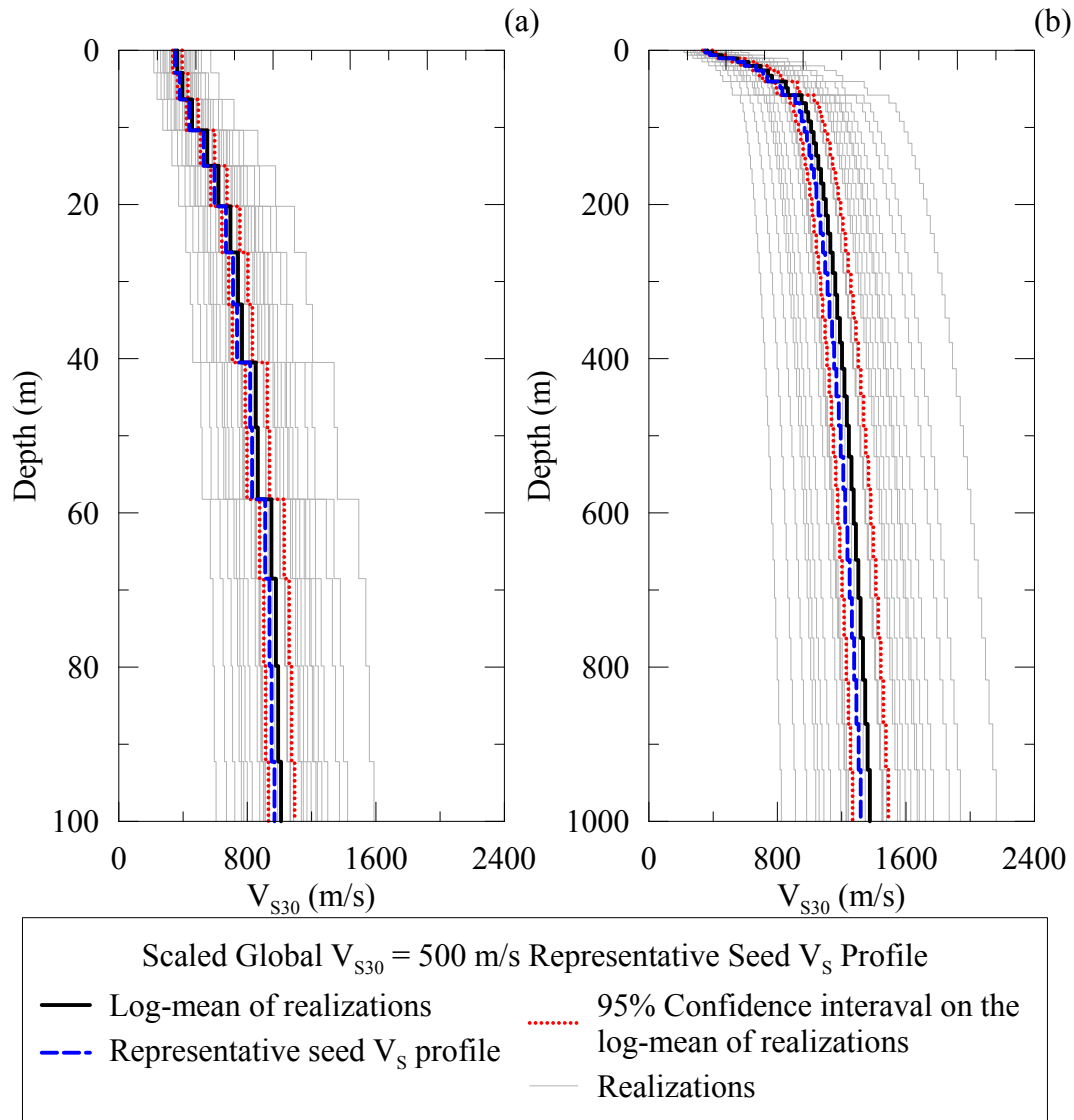 (a)
(b)
0
20
40
60
80
100
Depth (m)
0 800 1600 2400
V_S30 (m/s)
0
200
400
600
800
1000
Depth (m)
0 800 1600 2400
V_S30 (m/s)
Scaled Global V_S30 = 500 m/s Representative Seed V_S Profile
Log-mean of realizations
Representative seed V_S profile
95% Confidence interaval on the
log-mean of realizations
Realizations